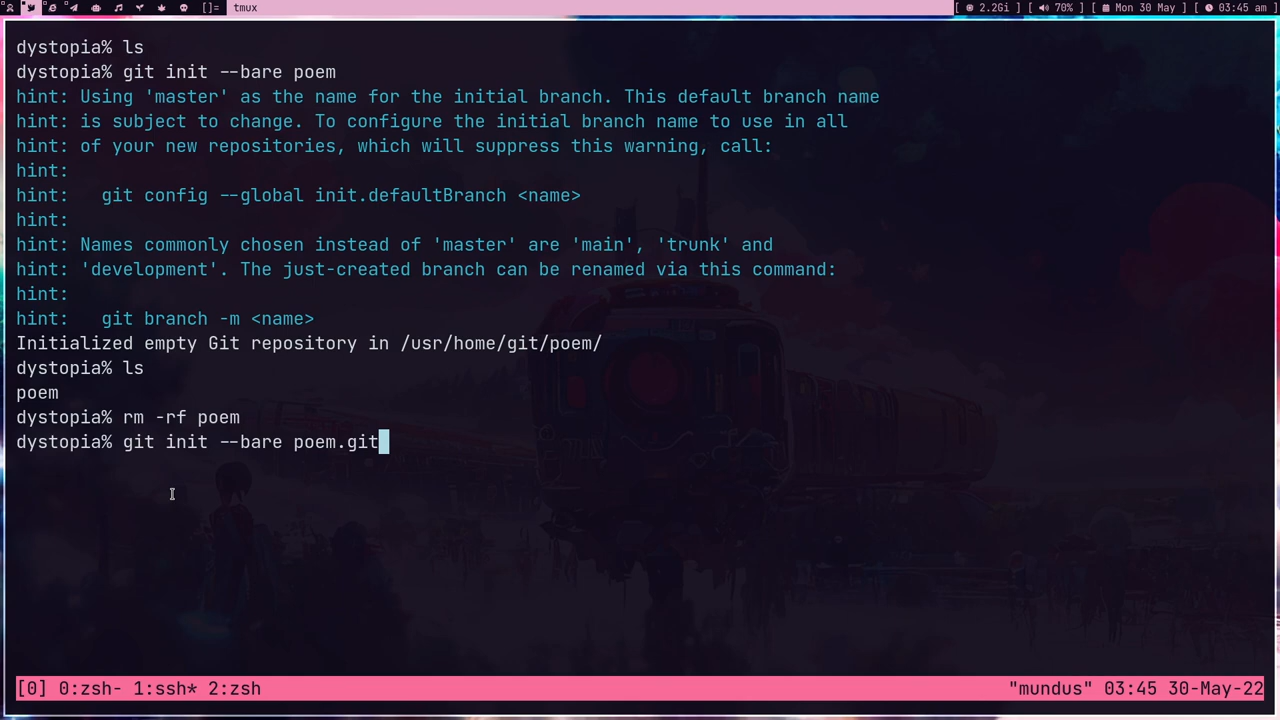 []= tmux [ 2.2Gi ] [ 70% ] [ Mon 30 May ] [ 03:45 am ]
dystopia% ls
dystopia% git init --bare poem
hint: Using 'master' as the name for the initial branch. This default branch name
hint: is subject to change. To configure the initial branch name to use in all
hint: of your new repositories, which will suppress this warning, call:
hint:
hint:   git config --global init.defaultBranch <name>
hint:
hint: Names commonly chosen instead of 'master' are 'main', 'trunk' and
hint: 'development'. The just-created branch can be renamed via this command:
hint:
hint:   git branch -m <name>
Initialized empty Git repository in /usr/home/git/poem/
dystopia% ls
poem
dystopia% rm -rf poem
dystopia% git init --bare poem.git
[0] 0:zsh- 1:ssh* 2:zsh "mundus" 03:45 30-May-22